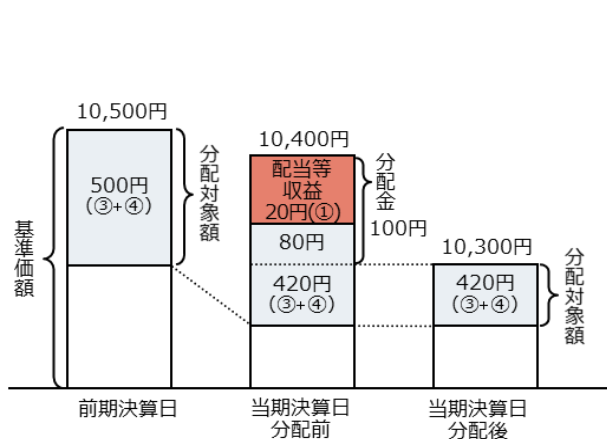 10,500円
500円
(③+④)
分配対象額
基準価額
前期決算日
10,400円
配当等
収益
20円(①)
80円
420円
(③+④)
分配金
100円
当期決算日
分配前
10,300円
420円
(③+④)
分配対象額
当期決算日
分配後